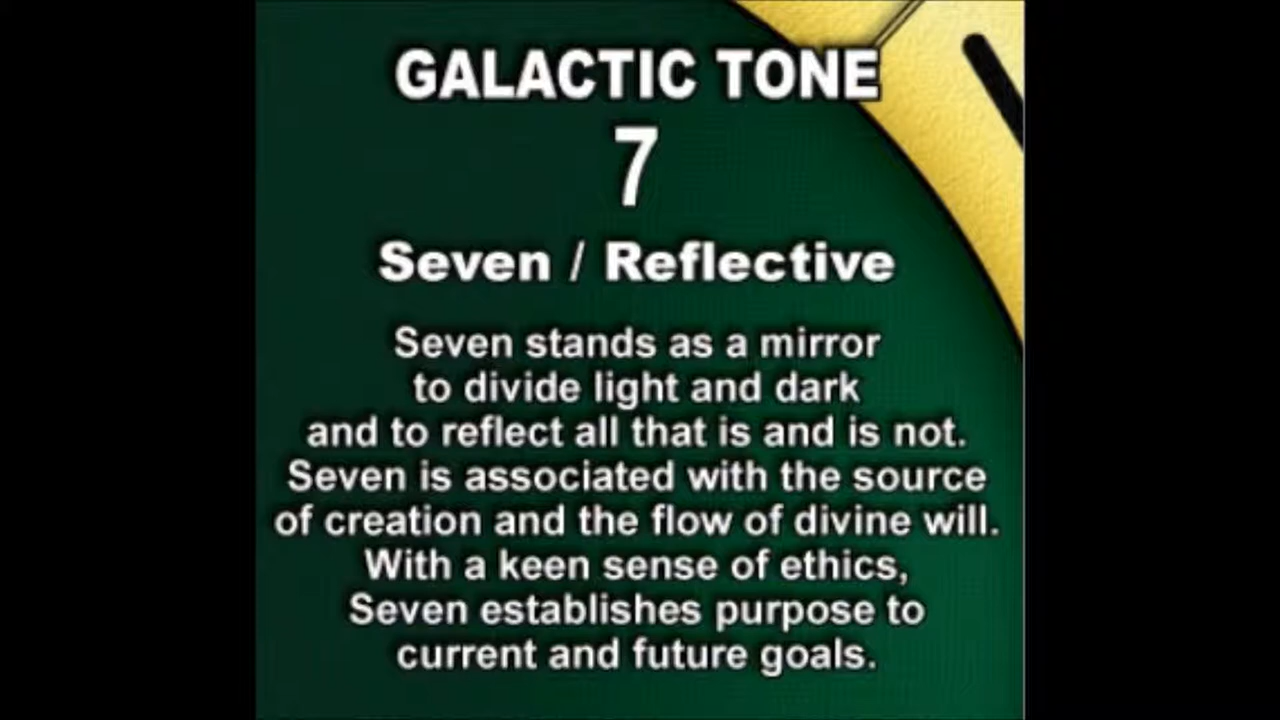 GALACTIC TONE
7
Seven / Reflective
Seven stands as a mirror
to divide light and dark
and to reflect all that is and is not.
Seven is associated with the source
of creation and the flow of divine will.
With a keen sense of ethics,
Seven establishes purpose to
current and future goals.